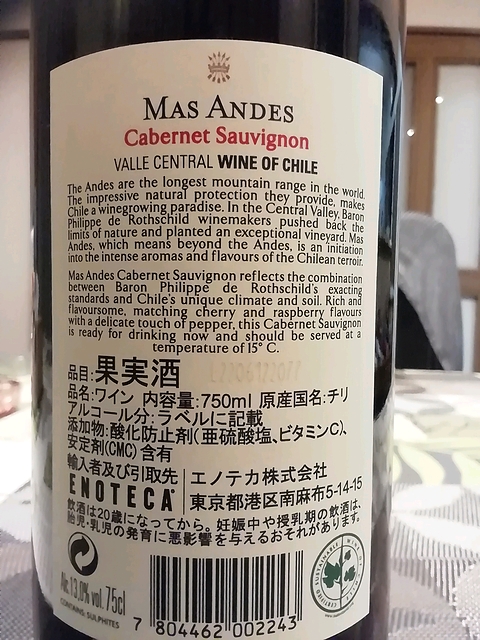 MAS ANDES
Cabernet Sauvignon
VALLE CENTRAL WINE OF CHILE
The Andes are the longest mountain range in the world.
The impressive natural protection they provide, makes
Chile a winegrowing paradise. In the Central Valley, Baron
Philippe de Rothschild winemakers pushed back the
limits of nature and planted an exceptional vineyard. Mas
Andes, which means beyond the Andes, is an initiation
into the intense aromas and flavours of the Chilean terroir.
Mas Andes Cabernet Sauvignon reflects the combination
between Baron Philippe de Rothschild's exacting
standards and Chile's unique climate and soil. Rich and
flavoursome, matching cherry and raspberry flavours
with a delicate touch of pepper, this Cabernet Sauvignon
is ready for drinking now and should be served at a
temperature of 15° C.
品目:果実酒
品名:ワイン 内容量:750ml 原産国名:チリ
アルコール分:ラベルに記載
添加物:酸化防止剤(亜硫酸塩、ビタミンC)、
安定剤(CMC)含有
輸入者及び引取先
ENOTECA
エノテカ株式会社
東京都港区南麻布5-14-15
飲酒は20歳になってから。妊娠中や授乳期の飲酒は、
胎児・乳児の発育に悪影響を与えるおそれがあります。
Alc. 13,0% vol. 75cl
CONTAINS SULPHITES
7 804462 002243